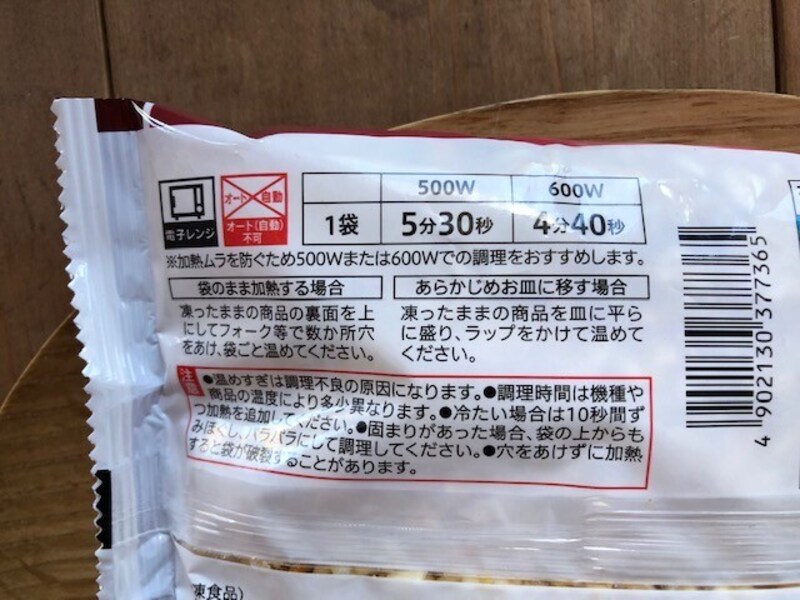 500W 600W
電子レンジ
オート 自動
オート(自動)
不可
1袋 5分30秒 4分40秒
※加熱ムラを防ぐため500Wまたは600Wでの調理をおすすめします。
袋のまま加熱する場合
凍ったままの商品の裏面を上
にしてフォーク等で数か所穴
をあけ、袋ごと温めてください。
あらかじめお皿に移す場合
凍ったままの商品を皿に平ら
に盛り、ラップをかけて温めて
ください。
注意
●温めすぎは調理不良の原因になります。●調理時間は機種や
商品の温度により多少異なります。●冷たい場合は10秒間ず
つ加熱を追加してください。●固まりがあった場合、袋の上からも
みほぐし、バラバラにして調理してください。●穴をあけずに加熱
すると袋が破裂することがあります。
4 902130 377365
凍食品)